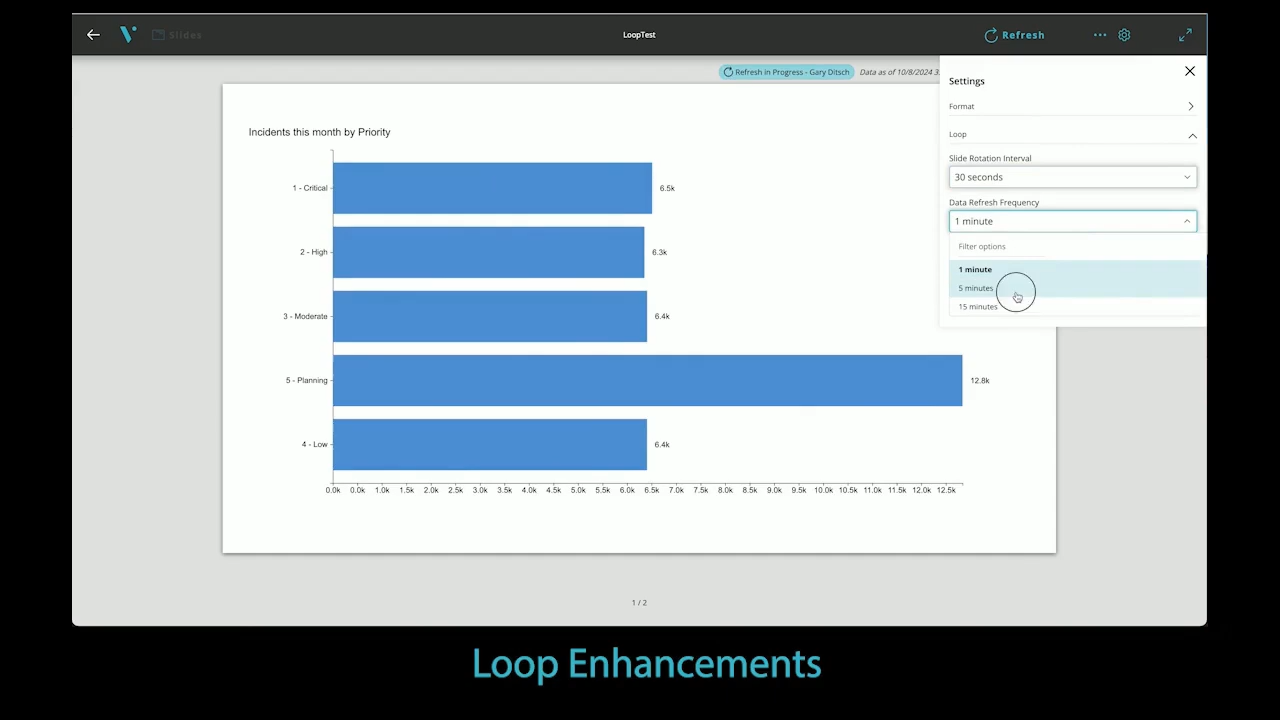 Slides
LoopTest
Refresh
Refresh in Progress - Gary Ditsch
Data as of 10/8/2024 3
Settings
Format
Loop
Slide Rotation Interval
30 seconds
Data Refresh Frequency
1 minute
Filter options
1 minute
5 minutes
15 minutes
Incidents this month by Priority
1 - Critical
6.5k
2 - High
6.3k
3 - Moderate
6.4k
5 - Planning
12.8k
4 - Low
6.4k
0.0k 0.0k 1.0k 1.5k 2.0k 2.5k 3.0k 3.5k 4.0k 4.5k 5.0k 5.5k 6.0k 6.5k 7.0k 7.5k 8.0k 8.5k 9.0k 9.5k 10.0k 10.5k 11.0k 11.5k 12.0k 12.5k
1 / 2
Loop Enhancements